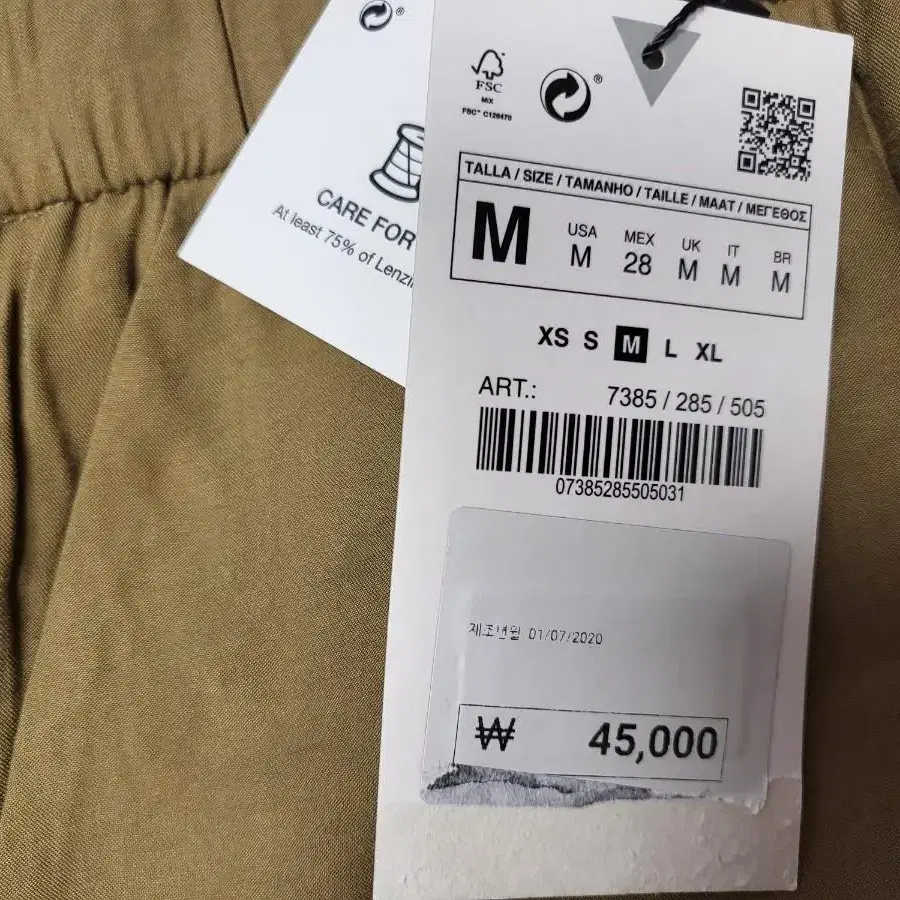 ®
CARE FOR
At least 75% of
FSC
MIX
FSC® C128470
®
TALLA / SIZE / TAMANHO / TAILLE / MAAT / ΜΕΓΕΘΟΣ
M
USA MEX UK IT BR
M 28 M M M
XS S M L XL
ART.: 7385 / 285 / 505
07385285505031
제조년월 01/07/2020
₩ 45,000